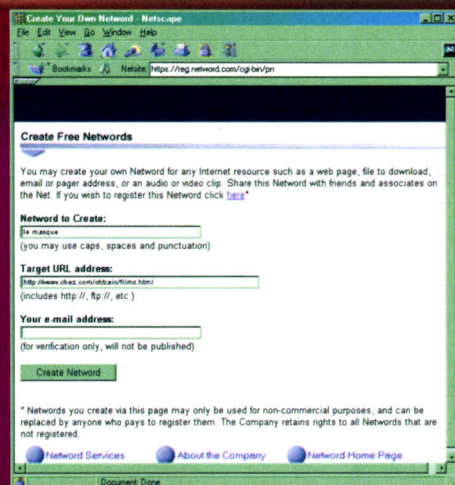 Create Your Own Netword - Netscape
File Edit View Go Window Help
Bookmarks Netsite: https://reg.netword.com/cgi-bin/pn
Create Free Networds
You may create your own Netword for any Internet resource such as a web page, file to download,
email or pager address, or an audio or video clip. Share this Netword with friends and associates on
the Net. If you wish to register this Netword click here*
Netword to Create:
le masque
(you may use caps, spaces and punctuation)
Target URL address:
http://www.chez.com/ohtrain/films.html
(includes http://, ftp://, etc.)
Your e-mail address:
(for verification only, will not be published)
Create Netword
* Networds you create via this page may only be used for non-commercial purposes, and can be
replaced by anyone who pays to register them. The Company retains rights to all Networds that are
not registered.
Netword Services About the Company Netword Home Page
Document: Done